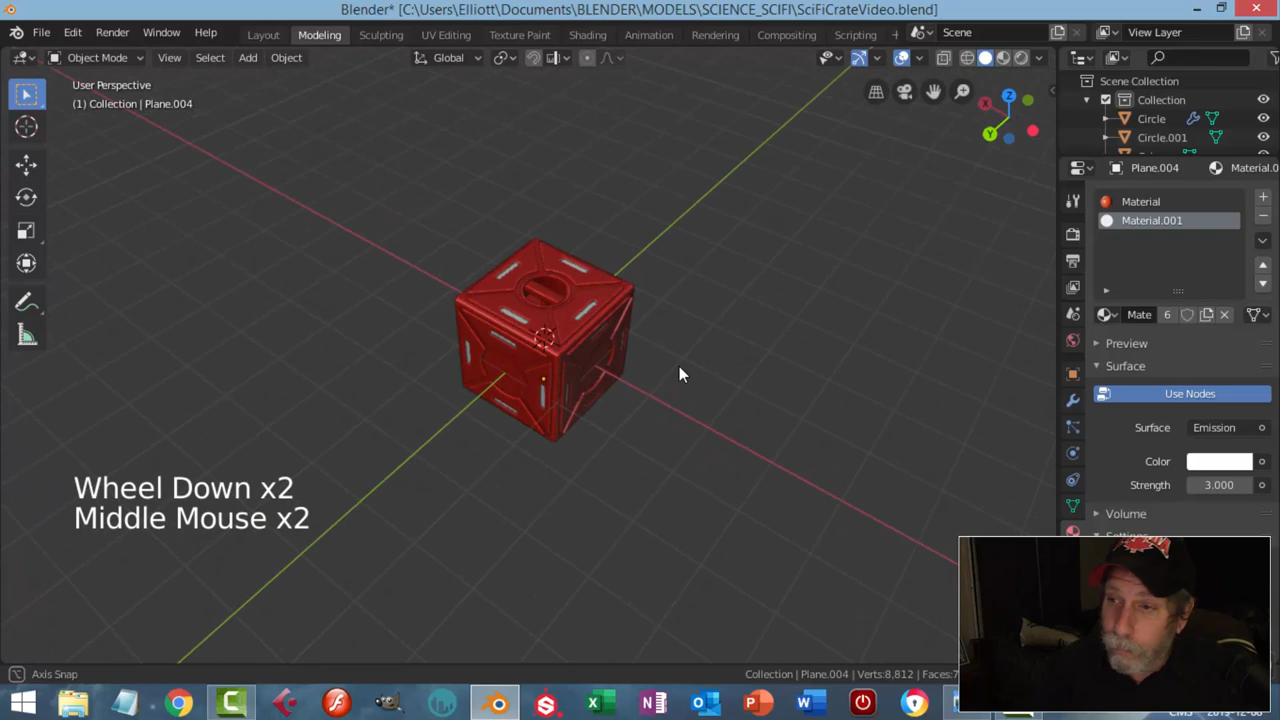 Blender* [C:\Users\Elliott\Documents\BLENDER\MODELS\SCIENCE_SCIFI\SciFiCrateVideo.blend]
File Edit Render Window Help Layout Modeling Sculpting UV Editing Texture Paint Shading Animation Rendering Compositing Scripting Scene View Layer
Object Mode View Select Add Object Global
User Perspective
(1) Collection | Plane.004
Scene Collection
Collection
Circle
Circle.001
Plane.004 Material.0
Material
Material.001
Mate 6
Preview
Surface
Use Nodes
Surface Emission
Color
Strength 3.000
Volume
Wheel Down x2
Middle Mouse x2
Axis Snap
Collection | Plane.004 | Verts:8,812 | Faces:7